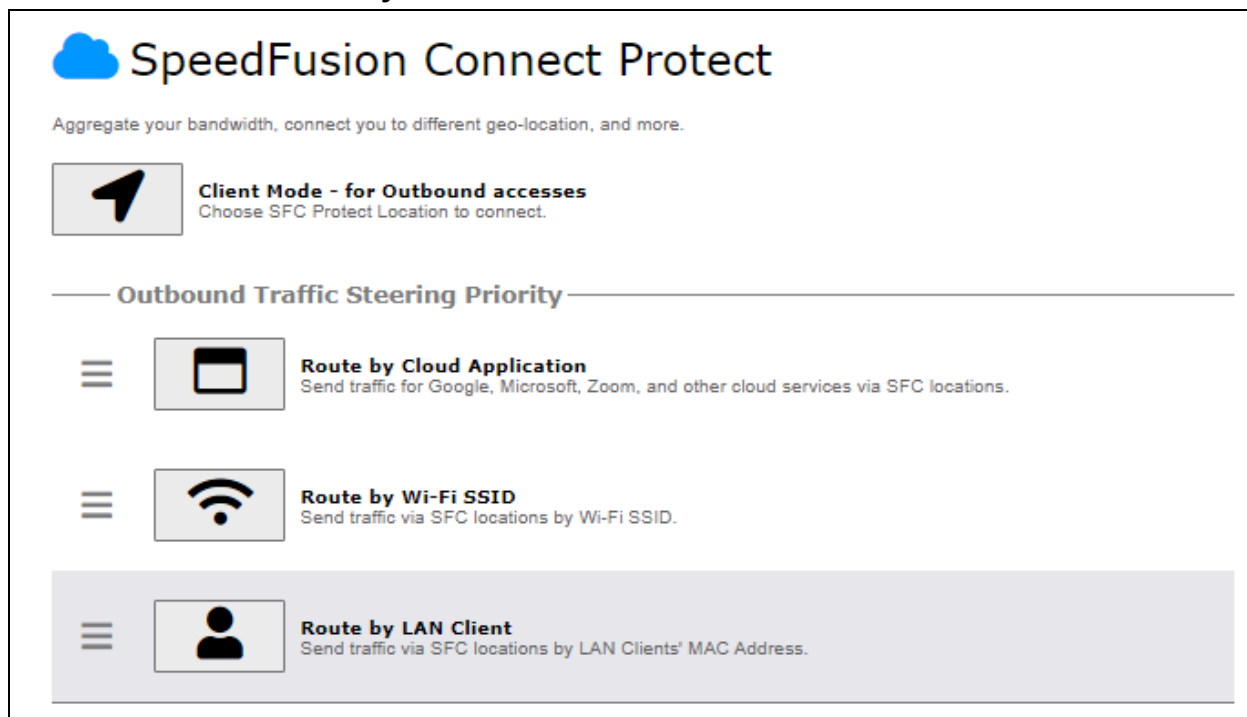 SpeedFusion Connect Protect
Aggregate your bandwidth, connect you to different geo-location, and more.
Client Mode - for Outbound accesses
Choose SFC Protect Location to connect.
Outbound Traffic Steering Priority
Route by Cloud Application
Send traffic for Google, Microsoft, Zoom, and other cloud services via SFC locations.
Route by Wi-Fi SSID
Send traffic via SFC locations by Wi-Fi SSID.
Route by LAN Client
Send traffic via SFC locations by LAN Clients' MAC Address.